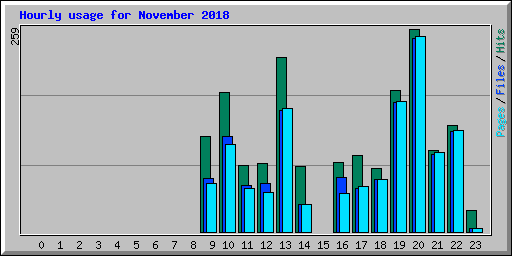 Hourly usage for November 2018
259
Pages / Files / Hits
0 1 2 3 4 5 6 7 8 9 10 11 12 13 14 15 16 17 18 19 20 21 22 23